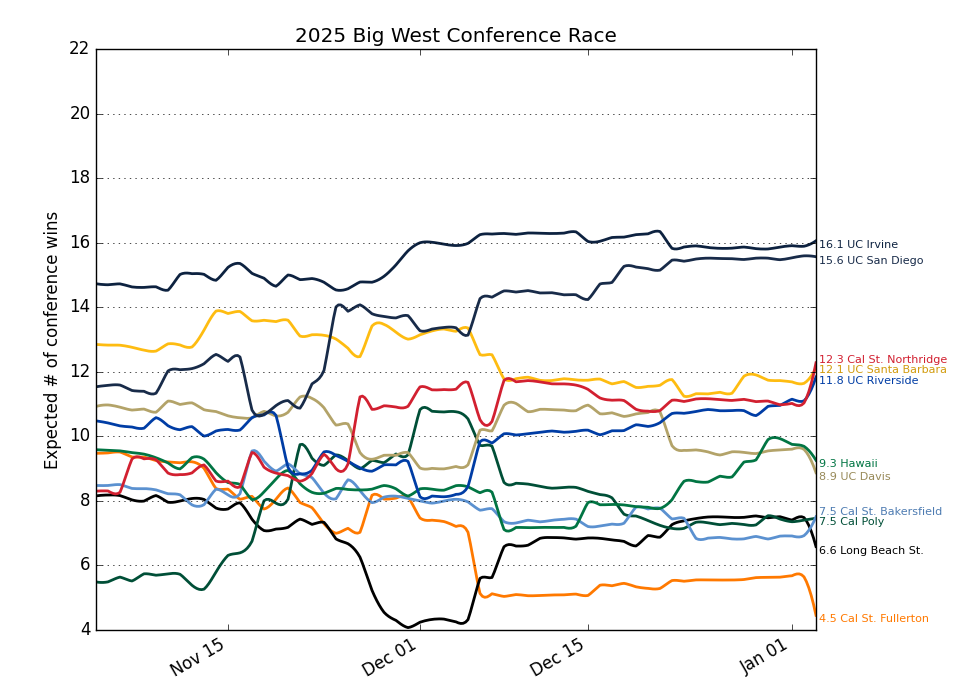 2025 Big West Conference Race
Expected # of conference wins
22
20
18
16
14
12
10
8
6
4
Nov 15
Dec 01
Dec 15
Jan 01
16.1 UC Irvine
15.6 UC San Diego
12.3 Cal St. Northridge
12.1 UC Santa Barbara
11.8 UC Riverside
9.3 Hawaii
8.9 UC Davis
7.5 Cal St. Bakersfield
7.5 Cal Poly
6.6 Long Beach St.
4.5 Cal St. Fullerton